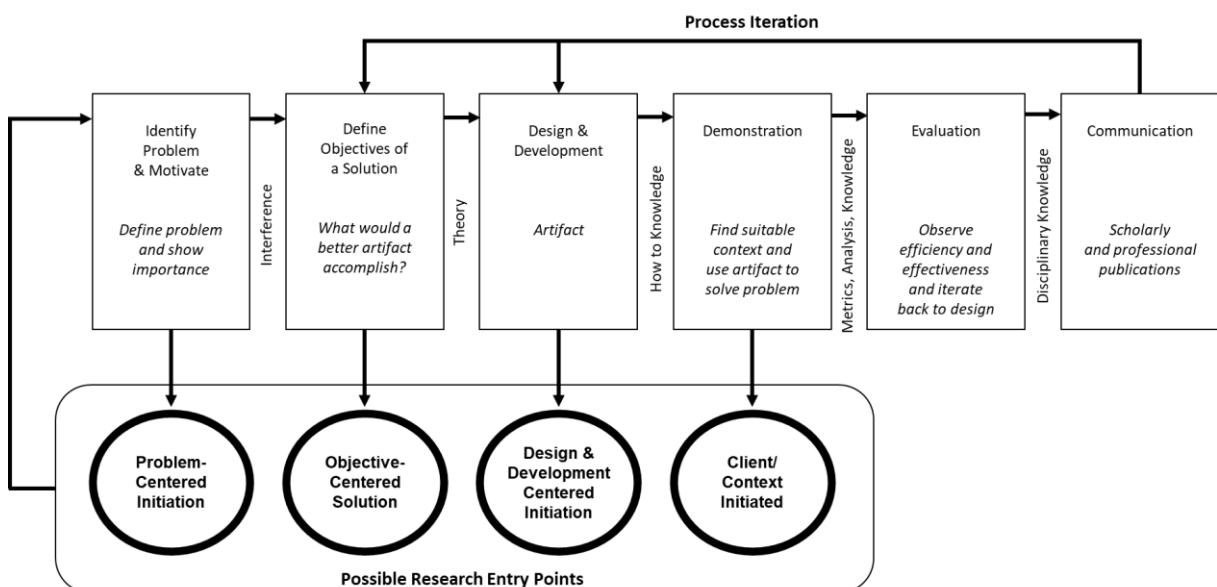 Process Iteration
Identify
Problem
& Motivate
Define problem
and show
importance
Interference
Define
Objectives of
a Solution
What would a
better artifact
accomplish?
Theory
Design &
Development
Artifact
How to Knowledge
Demonstration
Find suitable
context and
use artifact to
solve problem
Metrics, Analysis, Knowledge
Evaluation
Observe
efficiency and
effectiveness
and iterate
back to design
Disciplinary Knowledge
Communication
Scholarly
and professional
publications
Problem-
Centered
Initiation
Objective-
Centered
Solution
Design &
Development
Centered
Initiation
Client/
Context
Initiated
Possible Research Entry Points